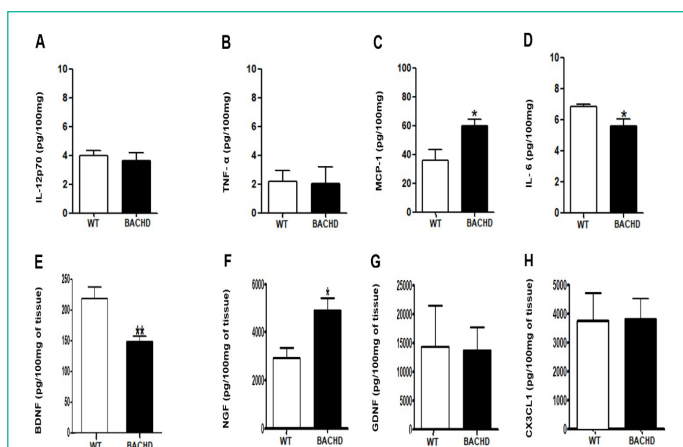 A
IL-12p70 (pg/100mg)
10
8
6
4
2
0
WT BACHD
B
TNF- α (pg/100mg)
10
8
6
4
2
0
WT BACHD
C
MCP-1 (pg/100mg)
100
80
60
40
20
0
*
WT BACHD
D
IL- 6 (pg/100mg)
10
8
6
4
2
0
*
WT BACHD
E
BDNF (pg/100mg of tissue)
250
200
150
100
50
0
**
WT BACHD
F
NGF (pg/100mg of tissue)
6000
4000
2000
0
*
WT BACHD
G
GDNF (pg/100mg of tissue)
25000
20000
15000
10000
5000
0
WT BACHD
H
CX3CL1 (pg/100mg of tissue)
6000
5000
4000
3000
2000
1000
0
WT BACHD